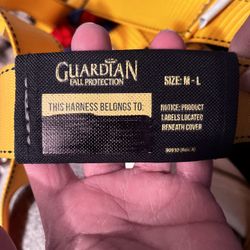 GUARDIAN
FALL PROTECTION
SIZE: M - L
THIS HARNESS BELONGS TO:
NOTICE: PRODUCT
LABELS LOCATED
BENEATH COVER